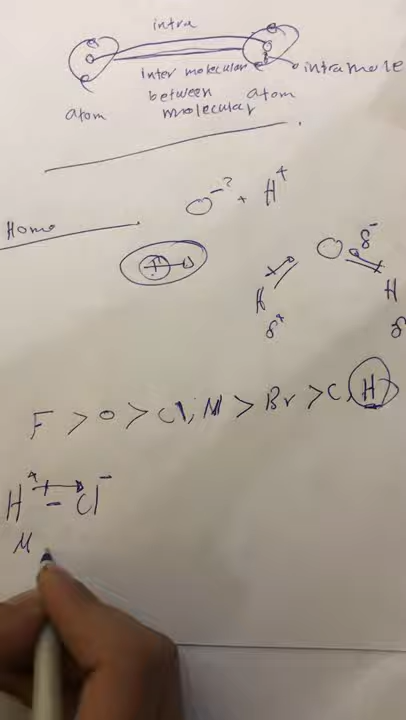 intra
inter molecular
intramole
between
atom
atom
molecular
O⁻² + H⁺
Home
O δ⁻
H
H
δ⁺
δ
F > O > Cl, N > Br > C, H
H⁺ - Cl⁻